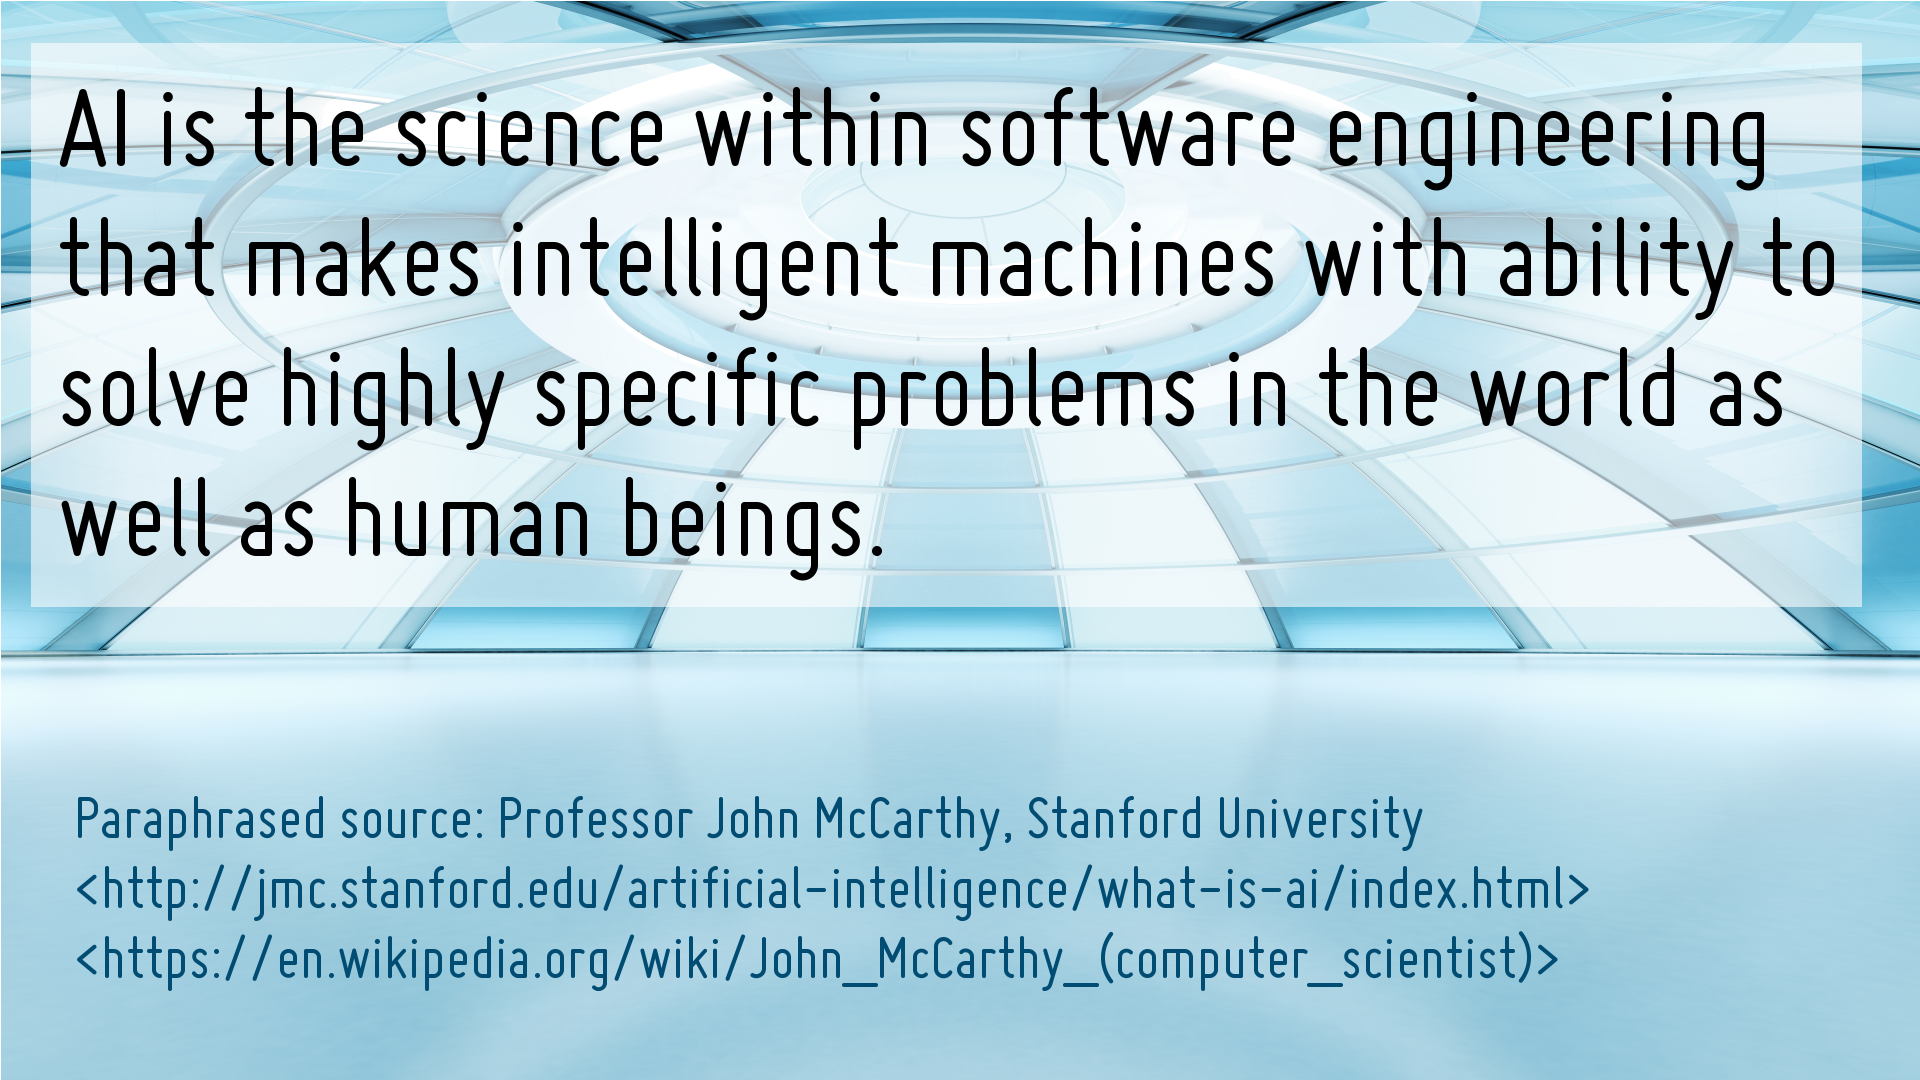 AI is the science within software engineering
that makes intelligent machines with ability to
solve highly specific problems in the world as
well as human beings.
Paraphrased source: Professor John McCarthy, Stanford University
<http://jmc.stanford.edu/artificial-intelligence/what-is-ai/index.html>
<https://en.wikipedia.org/wiki/John_McCarthy_(computer_scientist)>